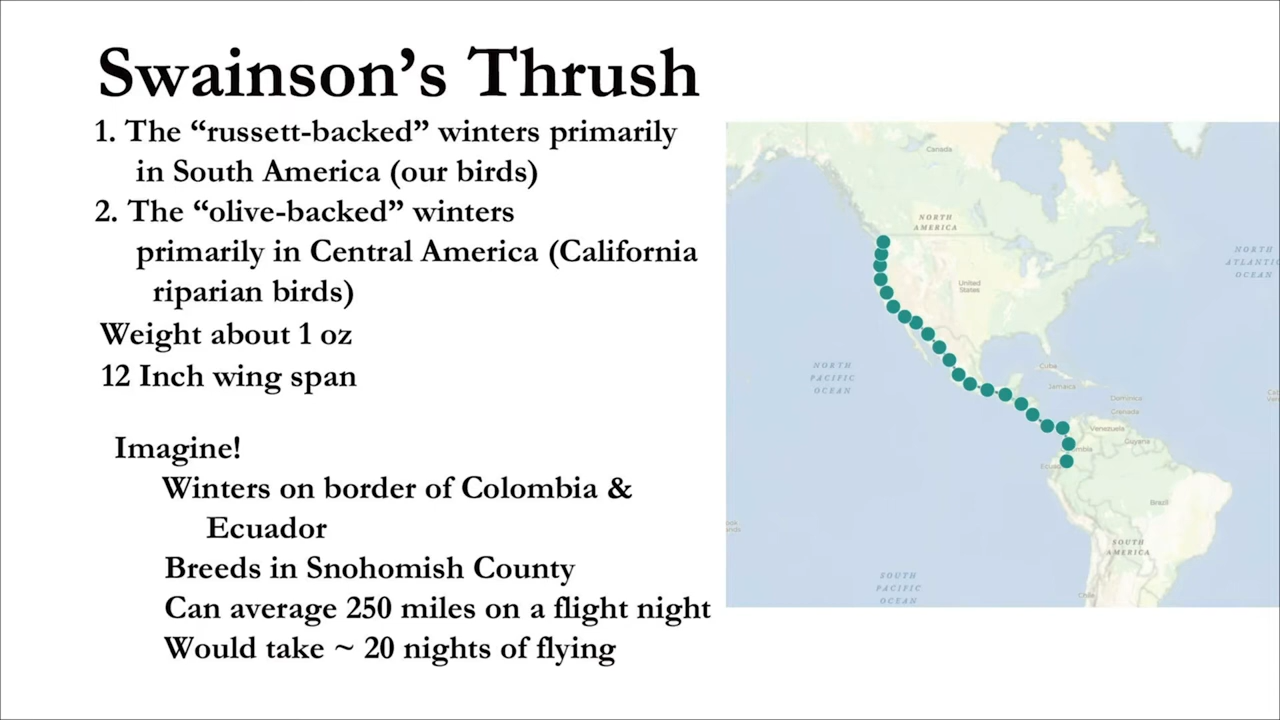 Swainson's Thrush
1. The “russett-backed” winters primarily
in South America (our birds)
2. The “olive-backed” winters
primarily in Central America (California
riparian birds)
Weight about 1 oz
12 Inch wing span
Imagine!
Winters on border of Colombia &
Ecuador
Breeds in Snohomish County
Can average 250 miles on a flight night
Would take ~ 20 nights of flying
Canada
NORTH
AMERICA
United
States
NORTH
ATLANTIC
OCEAN
NORTH
PACIFIC
OCEAN
Cuba
Jamaica
Dominica
Grenada
Venezuela
Guyana
Brazil
SOUTH
AMERICA
SOUTH
PACIFIC
OCEAN
Chile